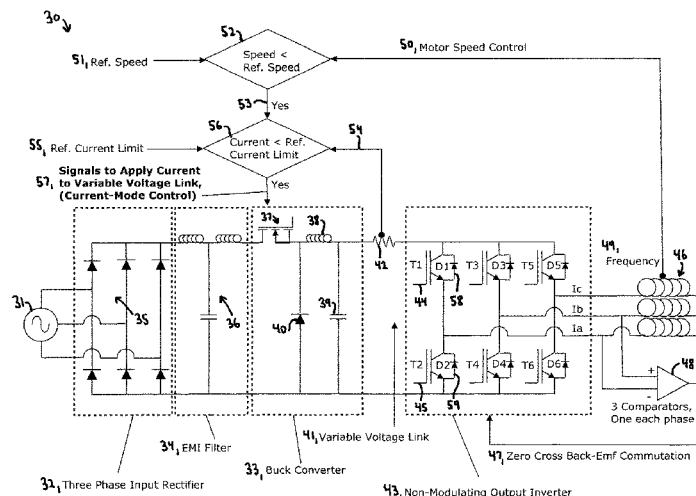 30
52
Speed <
Ref. Speed
51, Ref. Speed
50, Motor Speed Control
53 Yes
56
54
Current < Ref.
Current Limit
55, Ref. Current Limit
57, Signals to Apply Current
to Variable Voltage Link,
(Current-Mode Control)
Yes
37
38
42
49, Frequency
46
T1
D1
T3
D3
T5
D5
44
58
31
35
36
40
39
Ic
Ib
Ia
T2
D2
T4
D4
T6
D6
45
59
+
-
48
3 Comparators,
One each phase
34, EMI Filter
41, Variable Voltage Link
33, Buck Converter
47, Zero Cross Back-Emf Commutation
32, Three Phase Input Rectifier
43, Non-Modulating Output Inverter